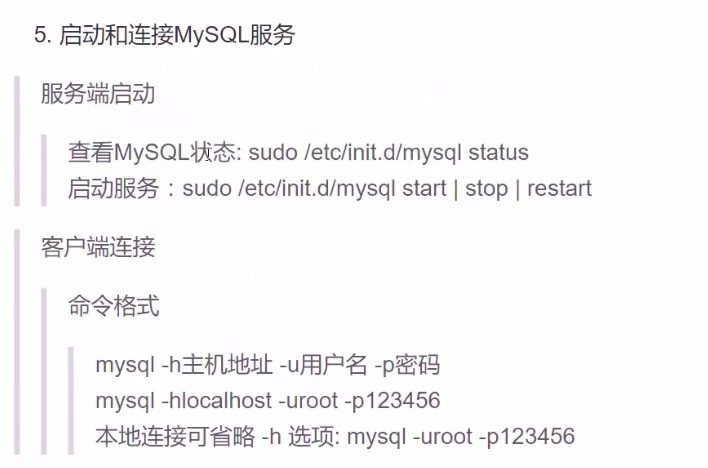 5. 启动和连接MySQL服务
服务端启动
查看MySQL状态: sudo /etc/init.d/mysql status
启动服务：sudo /etc/init.d/mysql start | stop | restart
客户端连接
命令格式
mysql -h主机地址 -u用户名 -p密码
mysql -hlocalhost -uroot -p123456
本地连接可省略 -h 选项: mysql -uroot -p123456